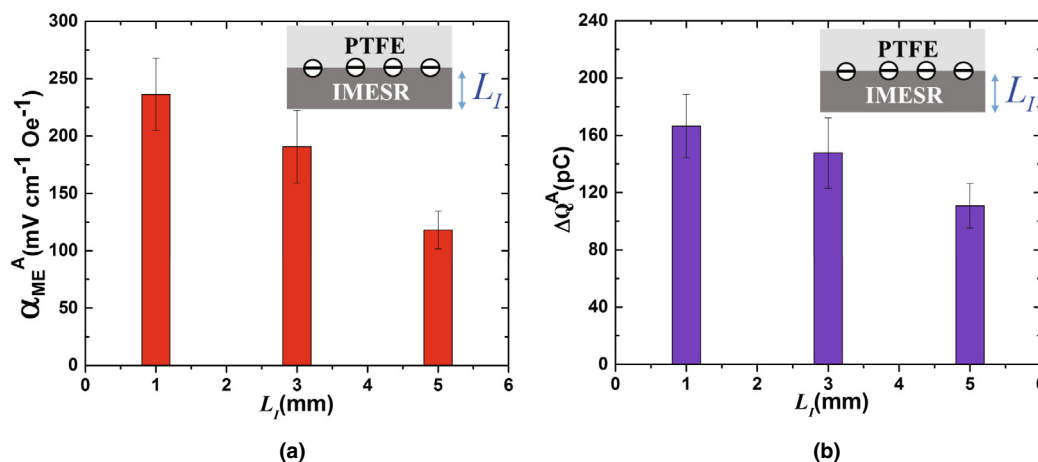 300
250
200
150
100
50
0
α_ME^A (mV cm⁻¹ Oe⁻¹)
PTFE
IMESR
L_I
0 1 2 3 4 5 6
L_I(mm)
(a)
240
200
160
120
80
40
0
ΔQ^A(pC)
PTFE
IMESR
L_I
0 1 2 3 4 5 6
L_I(mm)
(b)